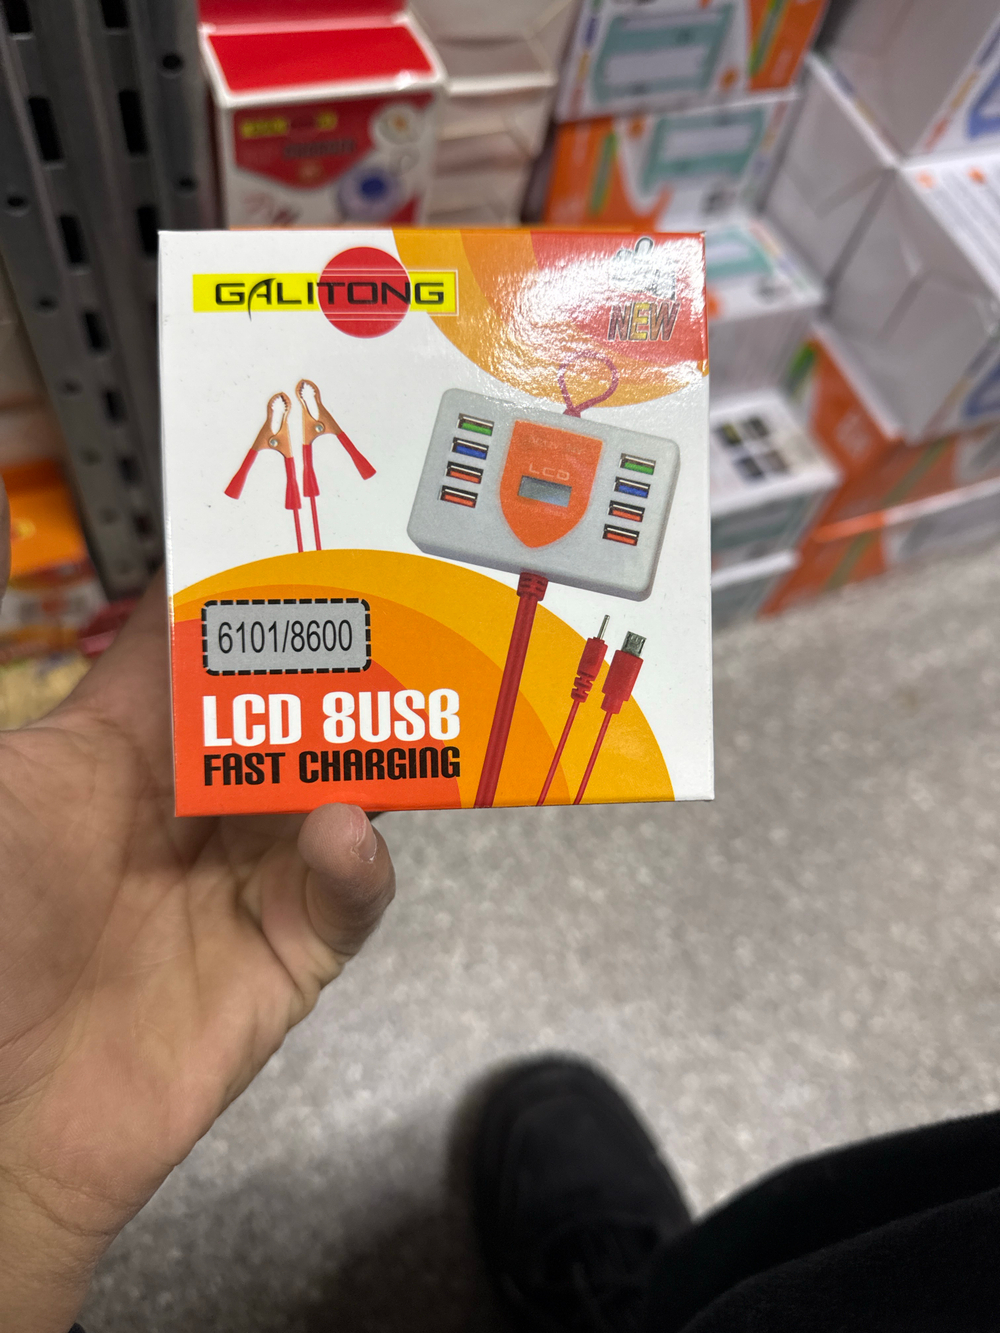 GALITONG
NEW
LCD
6101/8600
LCD 8USB
FAST CHARGING